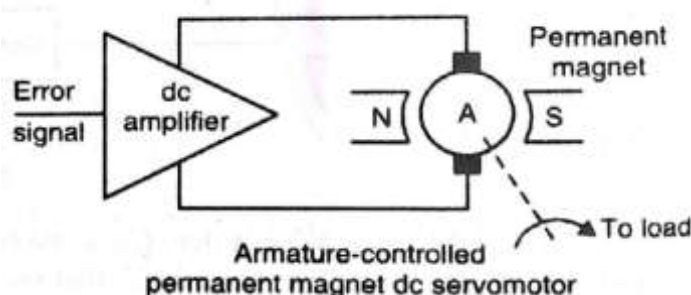 Permanent
magnet
Error
signal
dc
amplifier
N
A
S
To load
Armature-controlled
permanent magnet dc servomotor